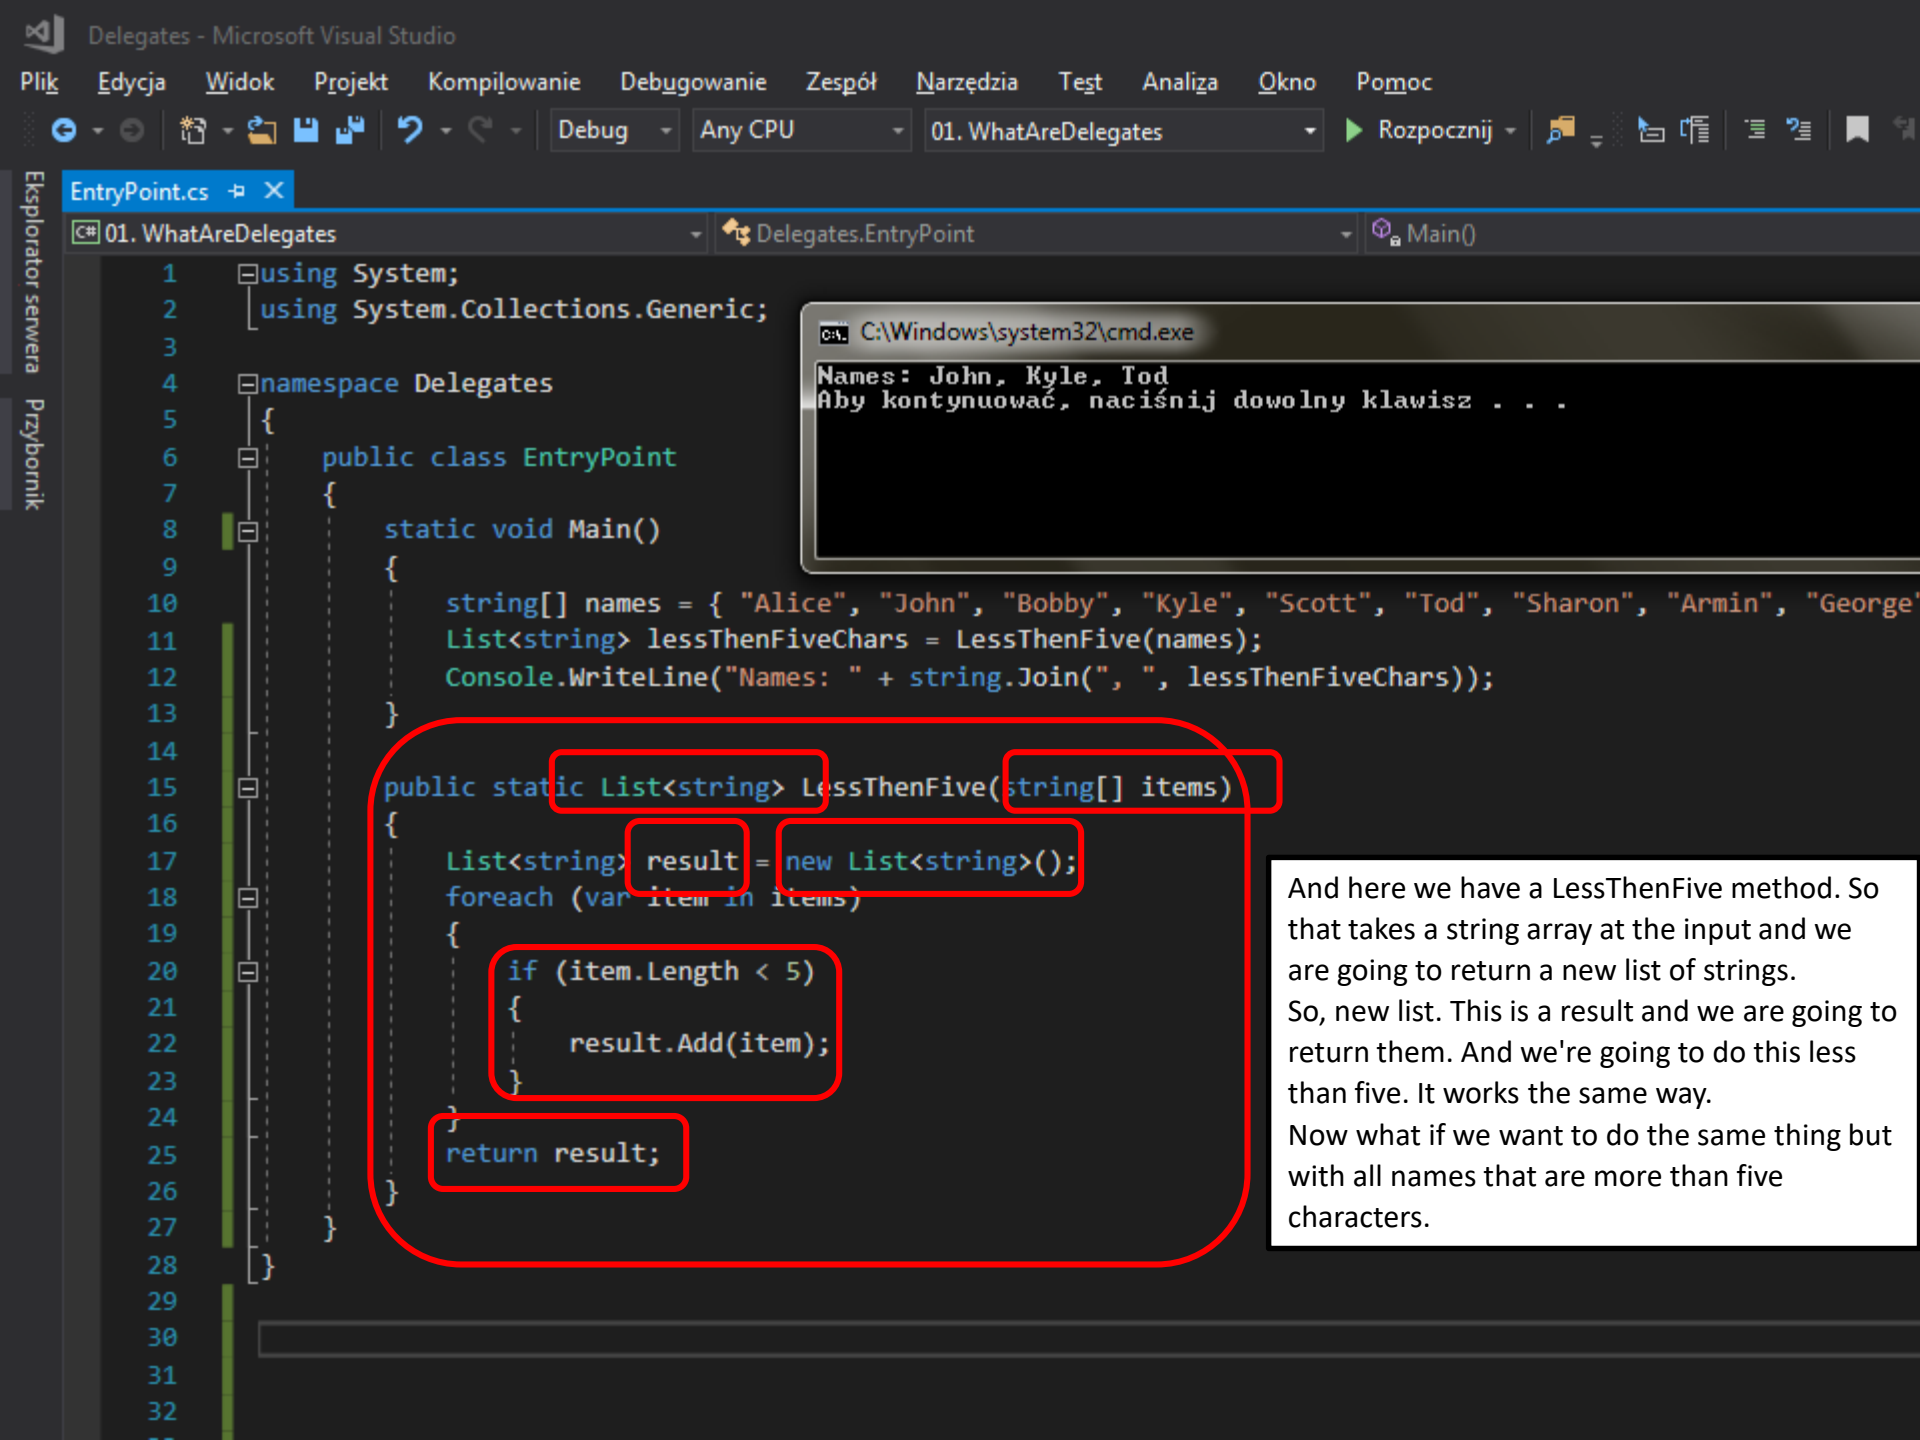 Delegates - Microsoft Visual Studio
Plik Edycja Widok Projekt Kompilowanie Debugowanie Zespół Narzędzia Test Analiza Okno Pomoc
Debug Any CPU 01. WhatAreDelegates Rozpocznij
Eksplorator serwera
Przybornik
EntryPoint.cs
C# 01. WhatAreDelegates Delegates.EntryPoint Main()
1 using System;
2 using System.Collections.Generic;
3
4 namespace Delegates
5 {
6 public class EntryPoint
7 {
8 static void Main()
9 {
10 string[] names = { "Alice", "John", "Bobby", "Kyle", "Scott", "Tod", "Sharon", "Armin", "George"
11 List<string> lessThenFiveChars = LessThenFive(names);
12 Console.WriteLine("Names: " + string.Join(", ", lessThenFiveChars));
13 }
14
15 public static List<string> LessThenFive(string[] items)
16 {
17 List<string> result = new List<string>();
18 foreach (var item in items)
19 {
20 if (item.Length < 5)
21 {
22 result.Add(item);
23 }
24 }
25 return result;
26 }
27 }
28 }
29
30
31
32
C:\Windows\system32\cmd.exe
Names: John, Kyle, Tod
Aby kontynuować, naciśnij dowolny klawisz . . .
And here we have a LessThenFive method. So
that takes a string array at the input and we
are going to return a new list of strings.
So, new list. This is a result and we are going to
return them. And we're going to do this less
than five. It works the same way.
Now what if we want to do the same thing but
with all names that are more than five
characters.